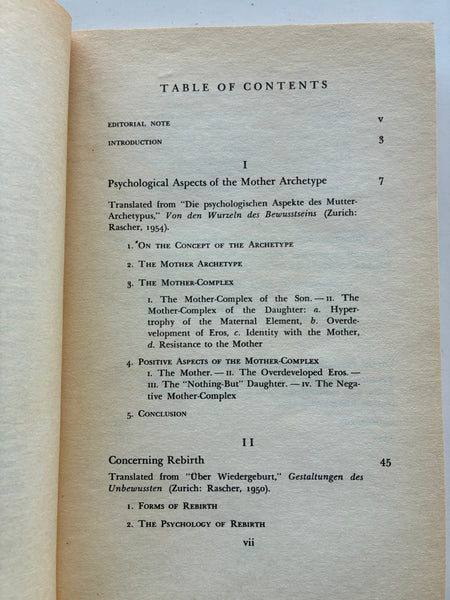 TABLE OF CONTENTS
EDITORIAL NOTE v
INTRODUCTION 3
I
Psychological Aspects of the Mother Archetype 7
Translated from "Die psychologischen Aspekte des Mutter-
Archetypus," Von den Wurzeln des Bewusstseins (Zurich:
Rascher, 1954).
1. ON THE CONCEPT OF THE ARCHETYPE
2. THE MOTHER ARCHETYPE
3. THE MOTHER-COMPLEX
I. The Mother-Complex of the Son. — II. The
Mother-Complex of the Daughter: a. Hyper-
trophy of the Maternal Element, b. Overde-
velopment of Eros, c. Identity with the Mother,
d. Resistance to the Mother
4. POSITIVE ASPECTS OF THE MOTHER-COMPLEX
I. The Mother. — II. The Overdeveloped Eros. —
III. The "Nothing-But" Daughter. — IV. The Nega-
tive Mother-Complex
5. CONCLUSION
II
Concerning Rebirth 45
Translated from "Über Wiedergeburt," Gestaltungen des
Unbewussten (Zurich: Rascher, 1950).
1. FORMS OF REBIRTH
2. THE PSYCHOLOGY OF REBIRTH
vii